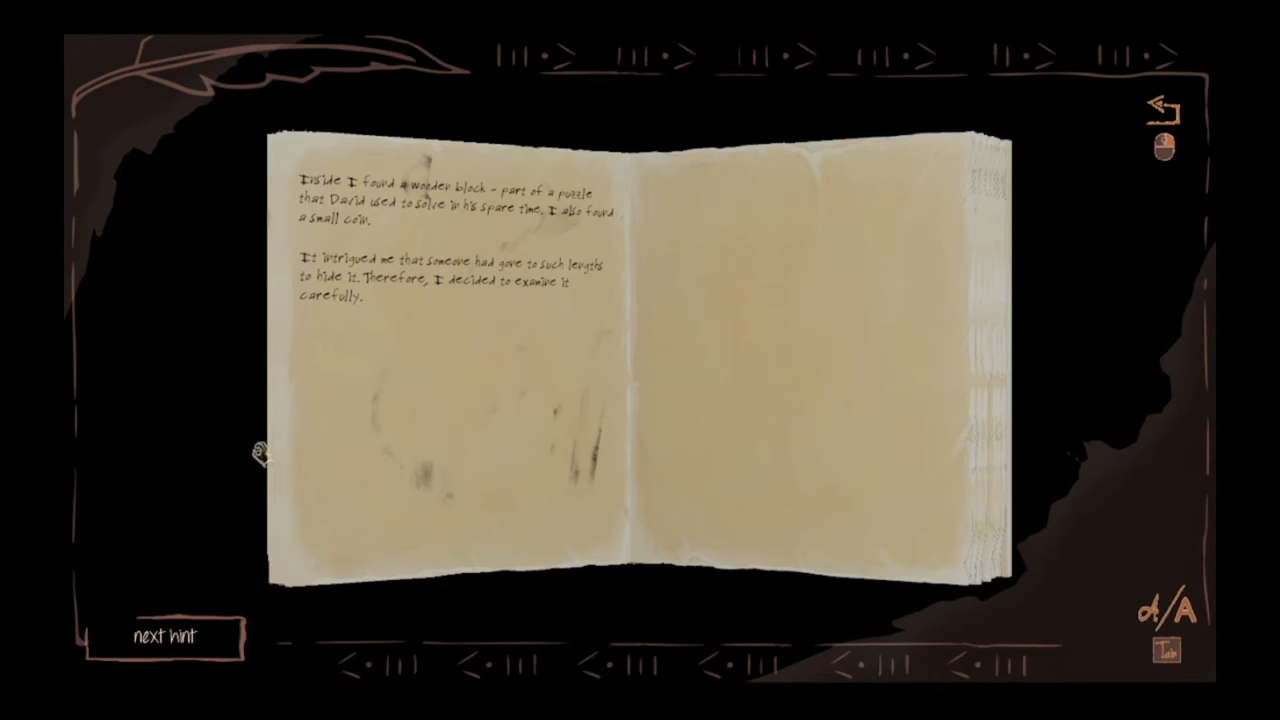 Inside I found a wooden block - part of a puzzle
that David used to solve in his spare time. I also found
a small coin.
It intrigued me that someone had gone to such lengths
to hide it. Therefore, I decided to examine it
carefully.
a/A
Tab
next hint